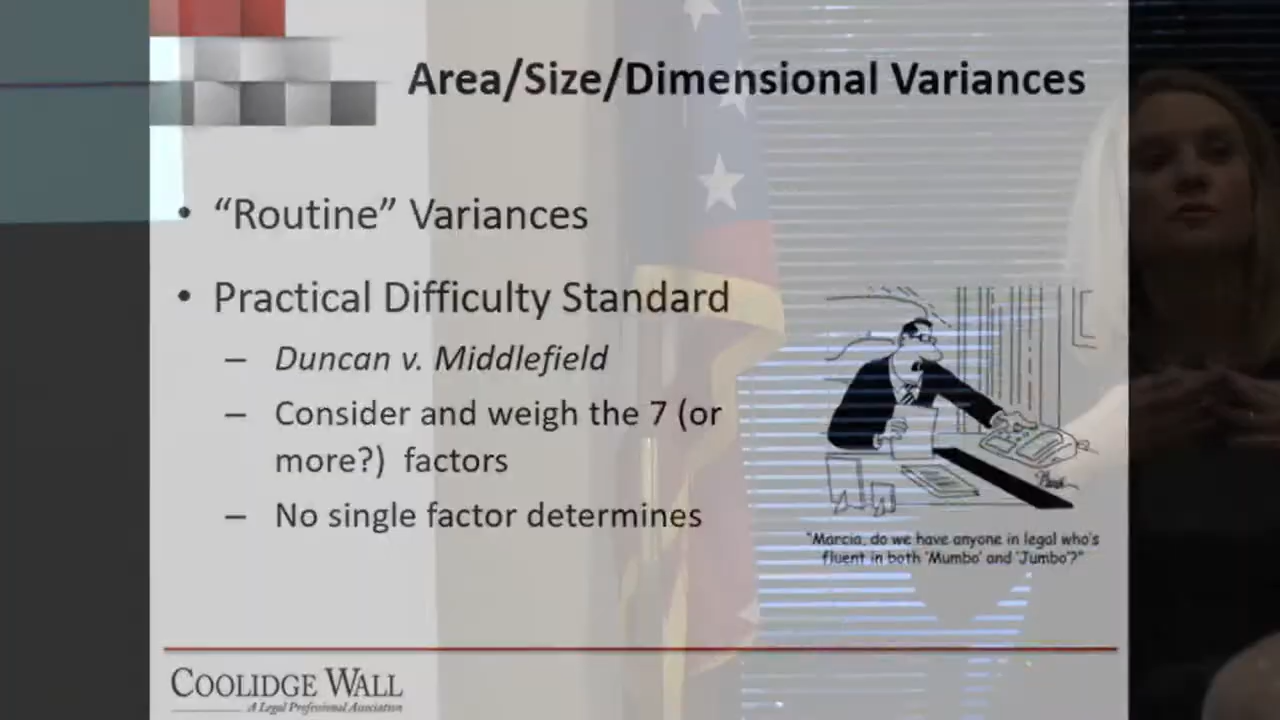 Area/Size/Dimensional Variances
• “Routine” Variances
• Practical Difficulty Standard
– Duncan v. Middlefield
– Consider and weigh the 7 (or
more?) factors
– No single factor determines
"Marcia, do we have anyone in legal who's
fluent in both 'Mumbo' and 'Jumbo'?"
COOLIDGE WALL
A Legal Professional Association